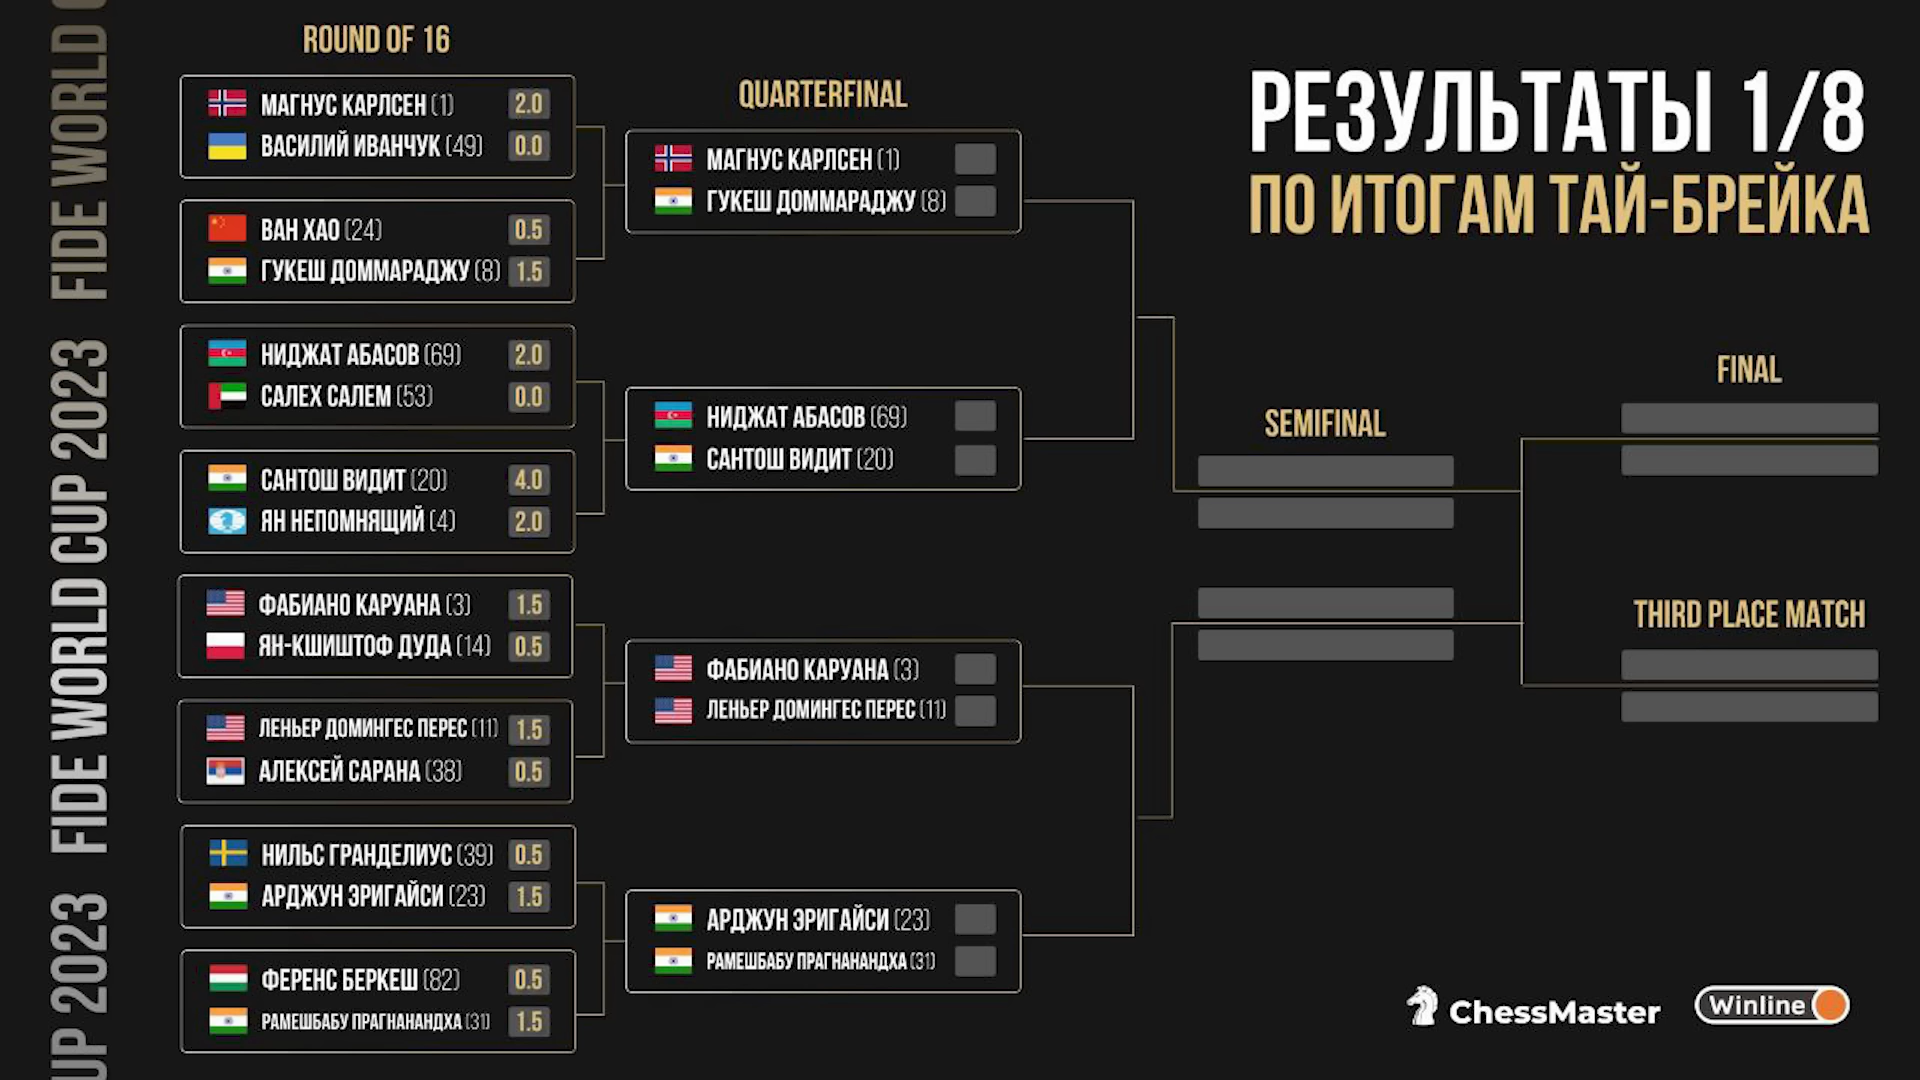 FIDE WORLD C
FIDE WORLD CUP 2023
UP 2023
ROUND OF 16
МАГНУС КАРЛСЕН (1) 2.0
ВАСИЛИЙ ИВАНЧУК (49) 0.0
ВАН ХАО (24) 0.5
ГУКЕШ ДОММАРАДЖУ (8) 1.5
НИДЖАТ АБАСОВ (69) 2.0
САЛЕХ САЛЕМ (53) 0.0
САНТОШ ВИДИТ (20) 4.0
ЯН НЕПОМНЯЩИЙ (4) 2.0
ФАБИАНО КАРУАНА (3) 1.5
ЯН-КШИШТОФ ДУДА (14) 0.5
ЛЕНЬЕР ДОМИНГЕС ПЕРЕС (11) 1.5
АЛЕКСЕЙ САРАНА (38) 0.5
НИЛЬС ГРАНДЕЛИУС (39) 0.5
АРДЖУН ЭРИГАЙСИ (23) 1.5
ФЕРЕНС БЕРКЕШ (82) 0.5
РАМЕШБАБУ ПРАГНАНАНДХА (31) 1.5
QUARTERFINAL
МАГНУС КАРЛСЕН (1)
ГУКЕШ ДОММАРАДЖУ (8)
НИДЖАТ АБАСОВ (69)
САНТОШ ВИДИТ (20)
ФАБИАНО КАРУАНА (3)
ЛЕНЬЕР ДОМИНГЕС ПЕРЕС (11)
АРДЖУН ЭРИГАЙСИ (23)
РАМЕШБАБУ ПРАГНАНАНДХА (31)
РЕЗУЛЬТАТЫ 1/8
ПО ИТОГАМ ТАЙ-БРЕЙКА
SEMIFINAL
FINAL
THIRD PLACE MATCH
ChessMaster
Winline